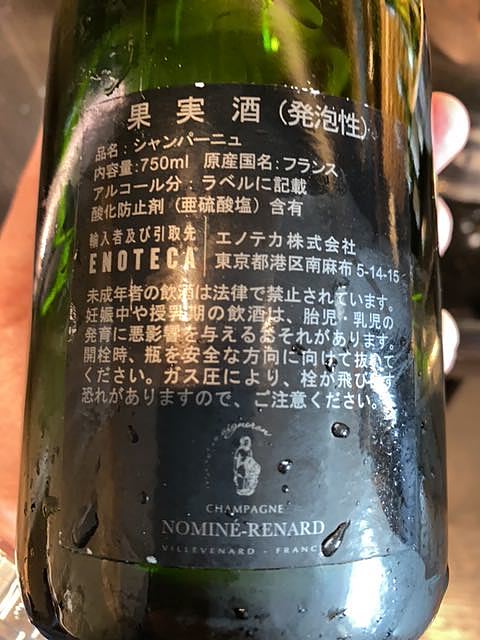 果実酒（発泡性）
品名：シャンパーニュ
内容量：750ml 原産国名：フランス
アルコール分：ラベルに記載
酸化防止剤（亜硫酸塩）含有
輸入者及び引取先
ENOTECA
エノテカ株式会社
東京都港区南麻布5-14-15
未成年者の飲酒は法律で禁止されています。
妊娠中や授乳期の飲酒は、胎児・乳児の
発育に悪影響を与えるおそれがあります。
開栓時、瓶を安全な方向に向けて抜いて
ください。ガス圧により、栓が飛び出す
恐れがありますので、ご注意ください。
vigneron
CHAMPAGNE
NOMINÉ-RENARD
VILLEVENARD - FRANC